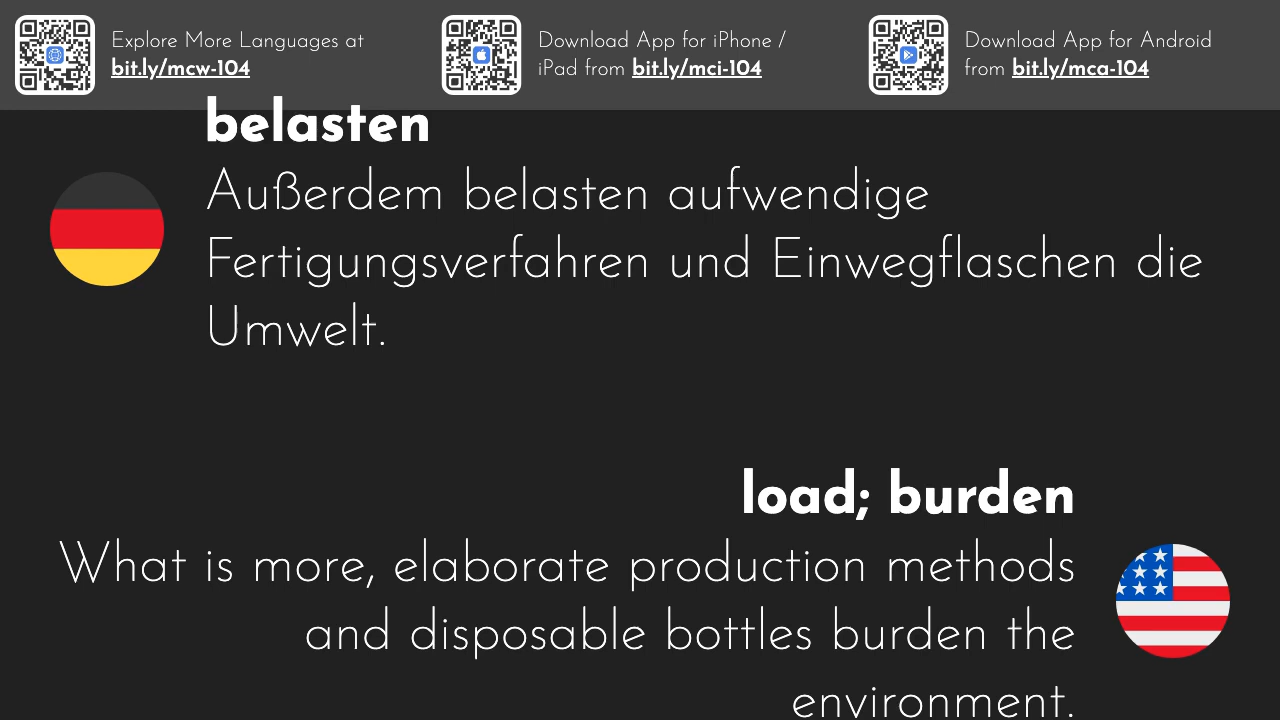 Explore More Languages at
bit.ly/mcw-104
Download App for iPhone /
iPad from bit.ly/mci-104
Download App for Android
from bit.ly/mca-104
belasten
Außerdem belasten aufwendige
Fertigungsverfahren und Einwegflaschen die
Umwelt.
load; burden
What is more, elaborate production methods
and disposable bottles burden the
environment.